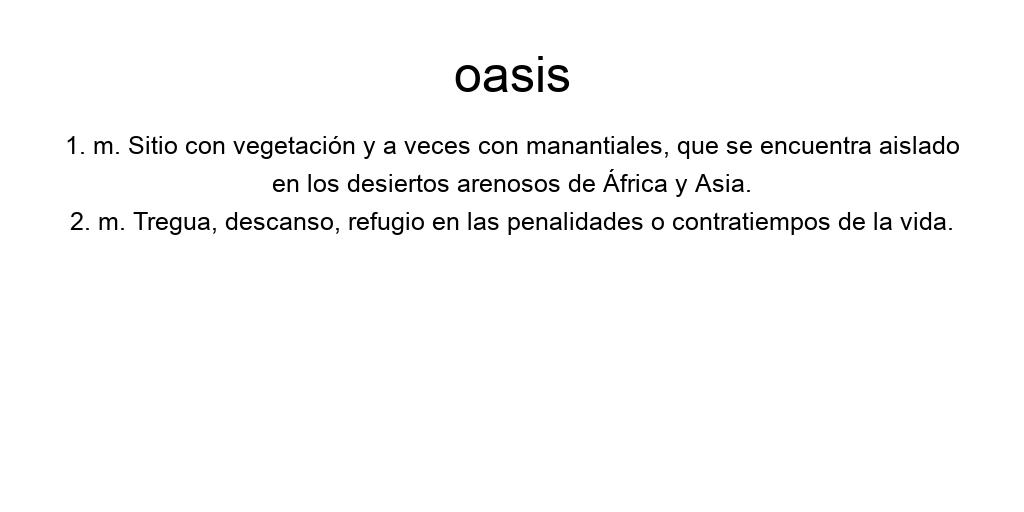 oasis
1. m. Sitio con vegetación y a veces con manantiales, que se encuentra aislado
en los desiertos arenosos de África y Asia.
2. m. Tregua, descanso, refugio en las penalidades o contratiempos de la vida.